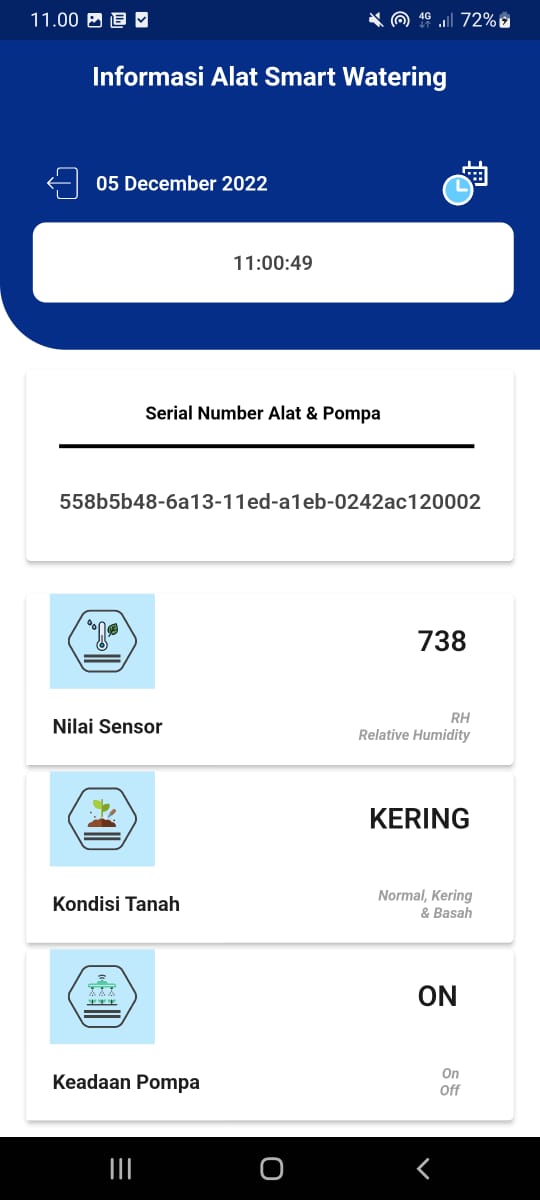 11.00
4G
72%
Informasi Alat Smart Watering
05 December 2022
11:00:49
Serial Number Alat & Pompa
558b5b48-6a13-11ed-a1eb-0242ac120002
738
Nilai Sensor
RH
Relative Humidity
KERING
Kondisi Tanah
Normal, Kering
& Basah
ON
Keadaan Pompa
On
Off